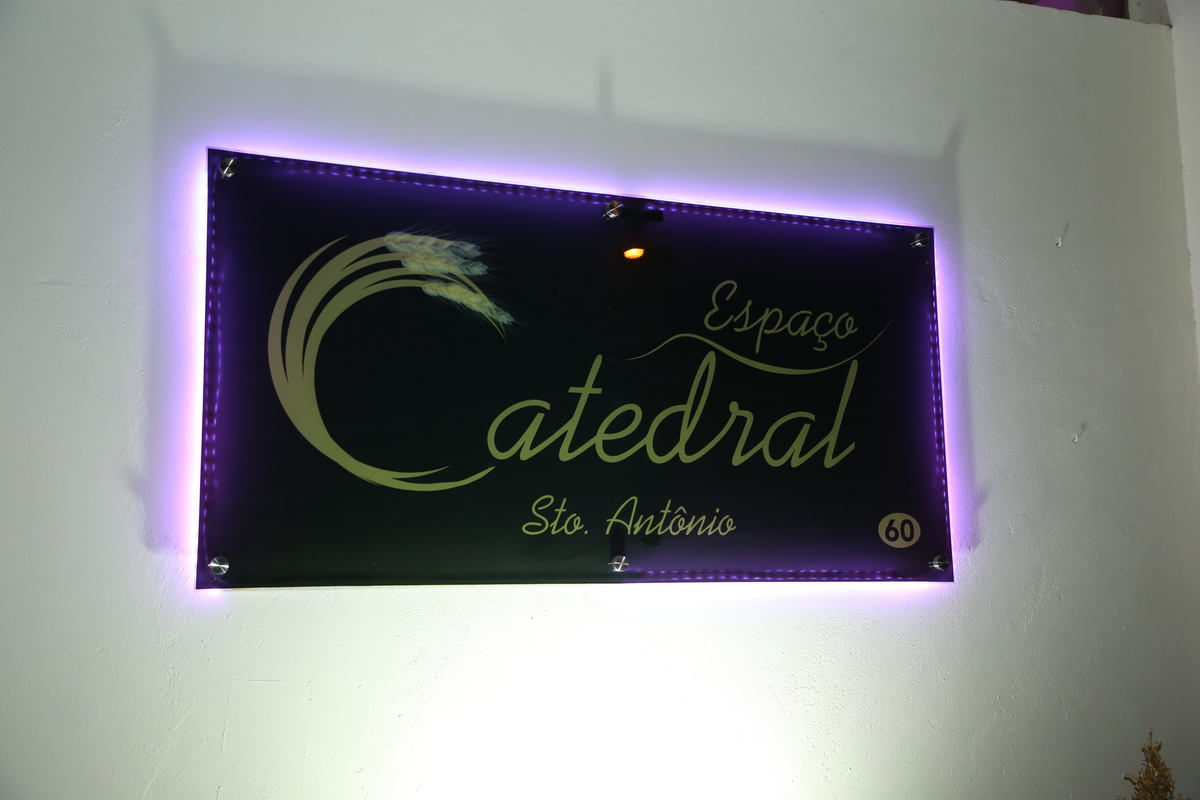 Espaço
Catedral
Sto. Antônio
60